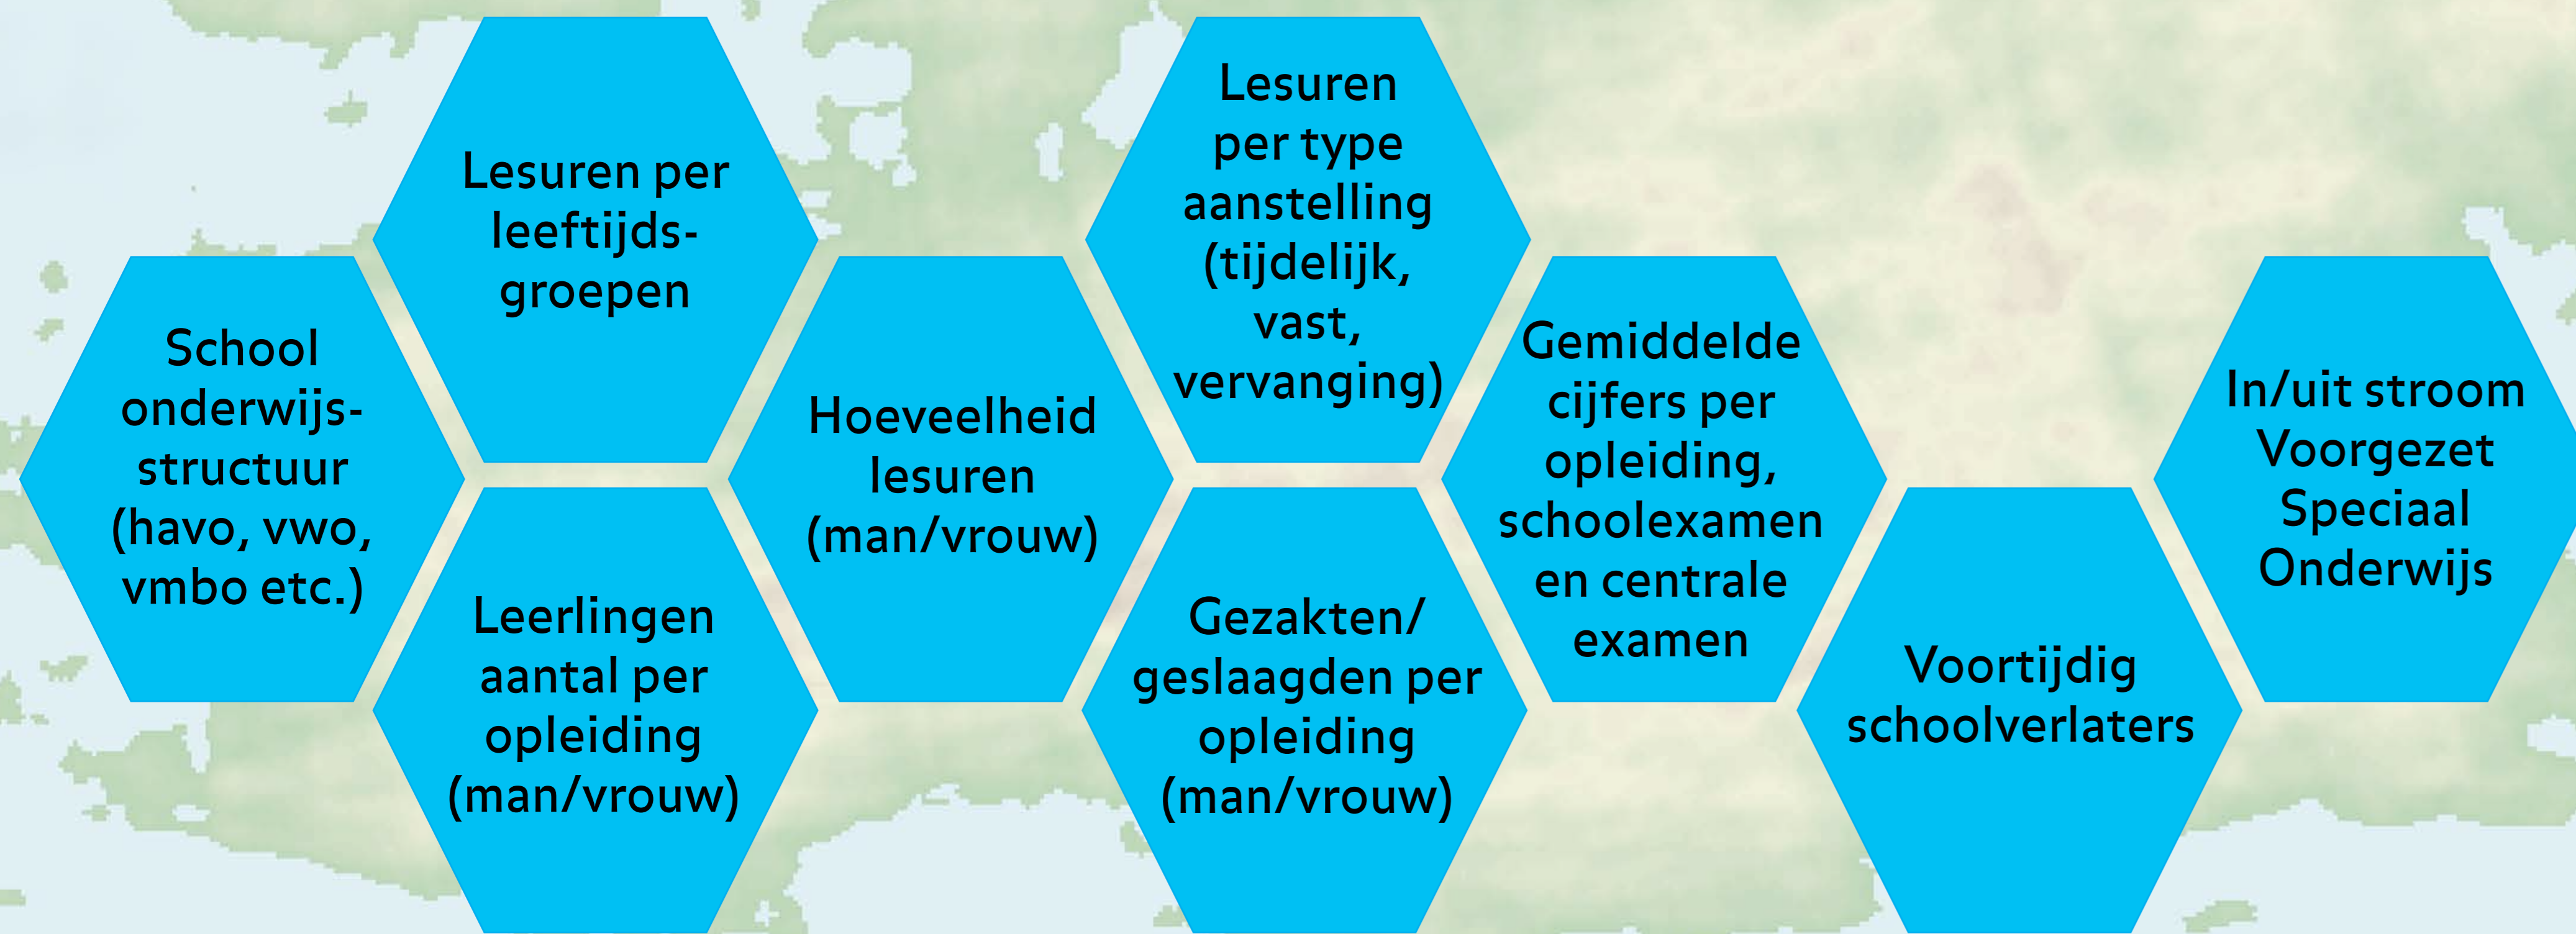 School
onderwijs-
structuur
(havo, vwo,
vmbo etc.)
Lesuren per
leeftijds-
groepen
Leerlingen
aantal per
opleiding
(man/vrouw)
Hoeveelheid
lesuren
(man/vrouw)
Lesuren
per type
aanstelling
(tijdelijk,
vast,
vervanging)
Gezakten/
geslaagden per
opleiding
(man/vrouw)
Gemiddelde
cijfers per
opleiding,
schoolexamen
en centrale
examen
Voortijdig
schoolverlaters
In/uit stroom
Voorgezet
Speciaal
Onderwijs